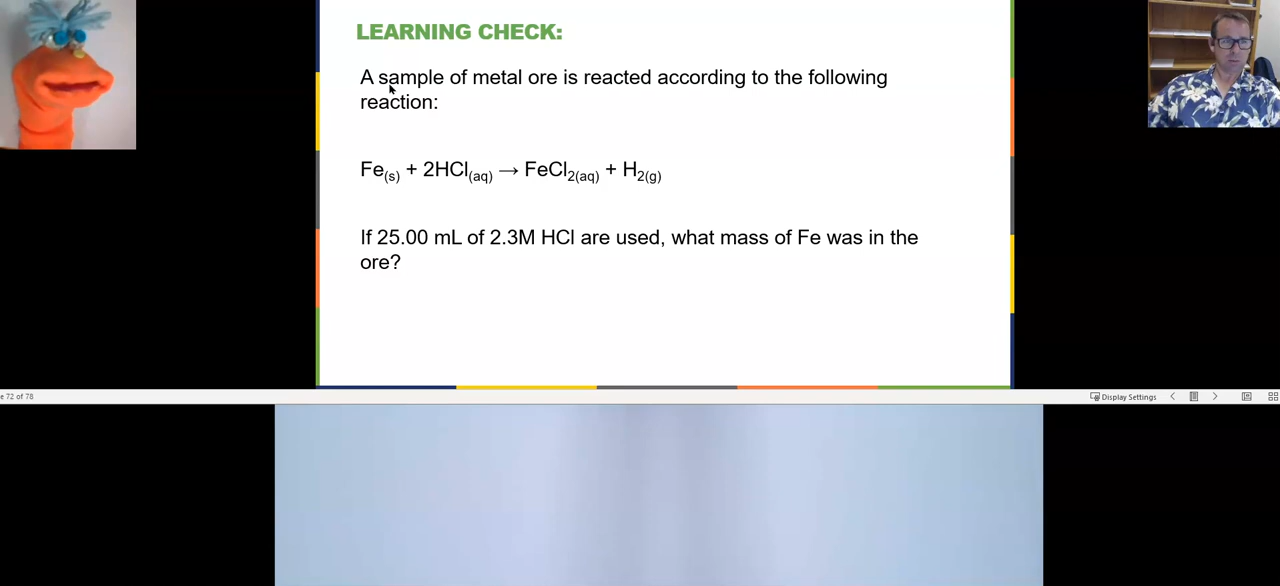 LEARNING CHECK:
A sample of metal ore is reacted according to the following
reaction:
Fe(s) + 2HCl(aq) → FeCl2(aq) + H2(g)
If 25.00 mL of 2.3M HCl are used, what mass of Fe was in the
ore?
e 72 of 78
Display Settings